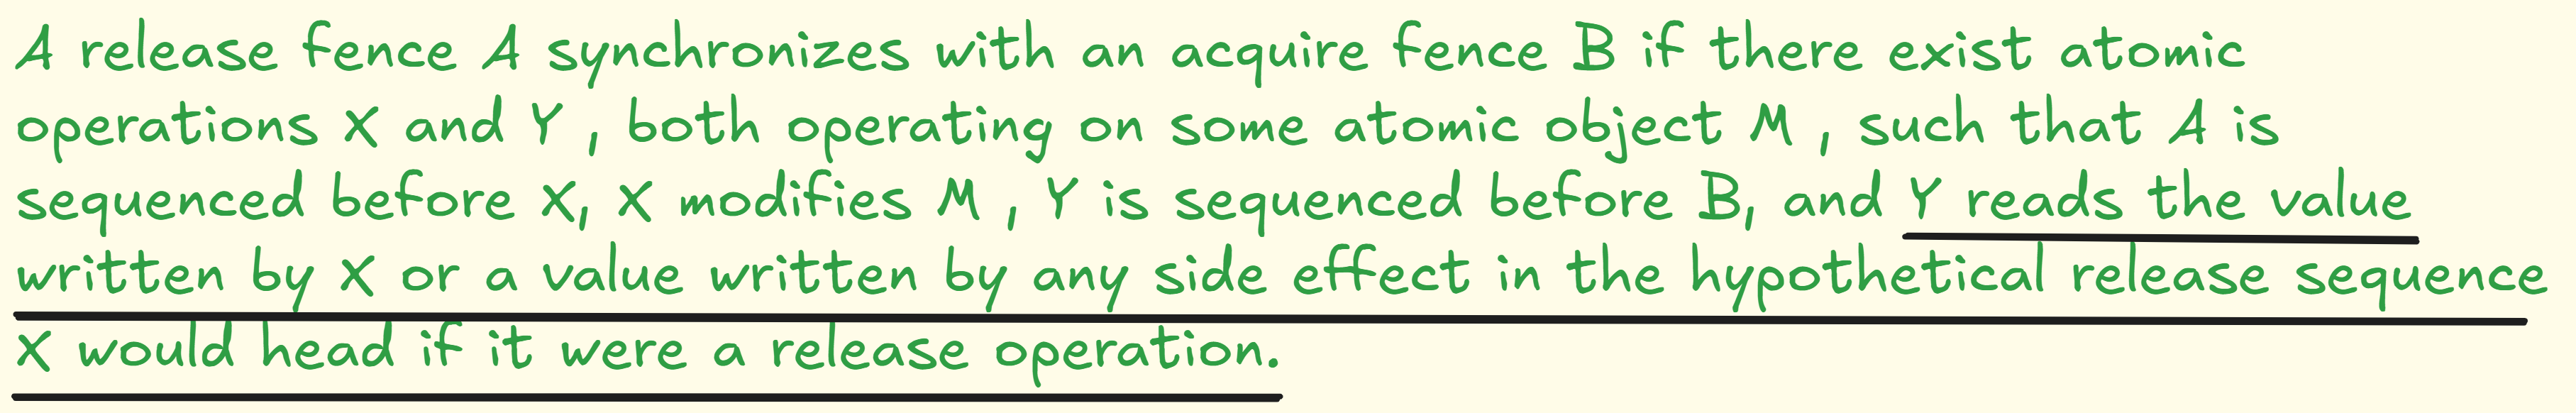 A release fence A synchronizes with an acquire fence B if there exist atomic
operations X and Y , both operating on some atomic object M , such that A is
sequenced before X, X modifies M , Y is sequenced before B, and Y reads the value
written by X or a value written by any side effect in the hypothetical release sequence
X would head if it were a release operation.